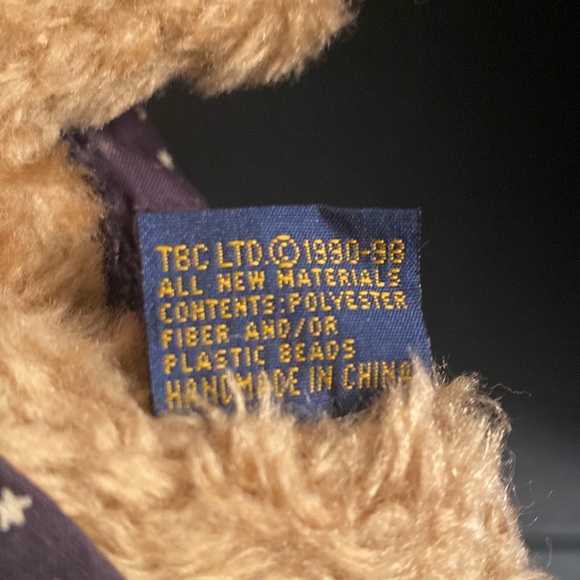 TBC LTD.© 1990-98
ALL NEW MATERIALS
CONTENTS:POLYESTER
FIBER AND/OR
PLASTIC BEADS
HANDMADE IN CHINA